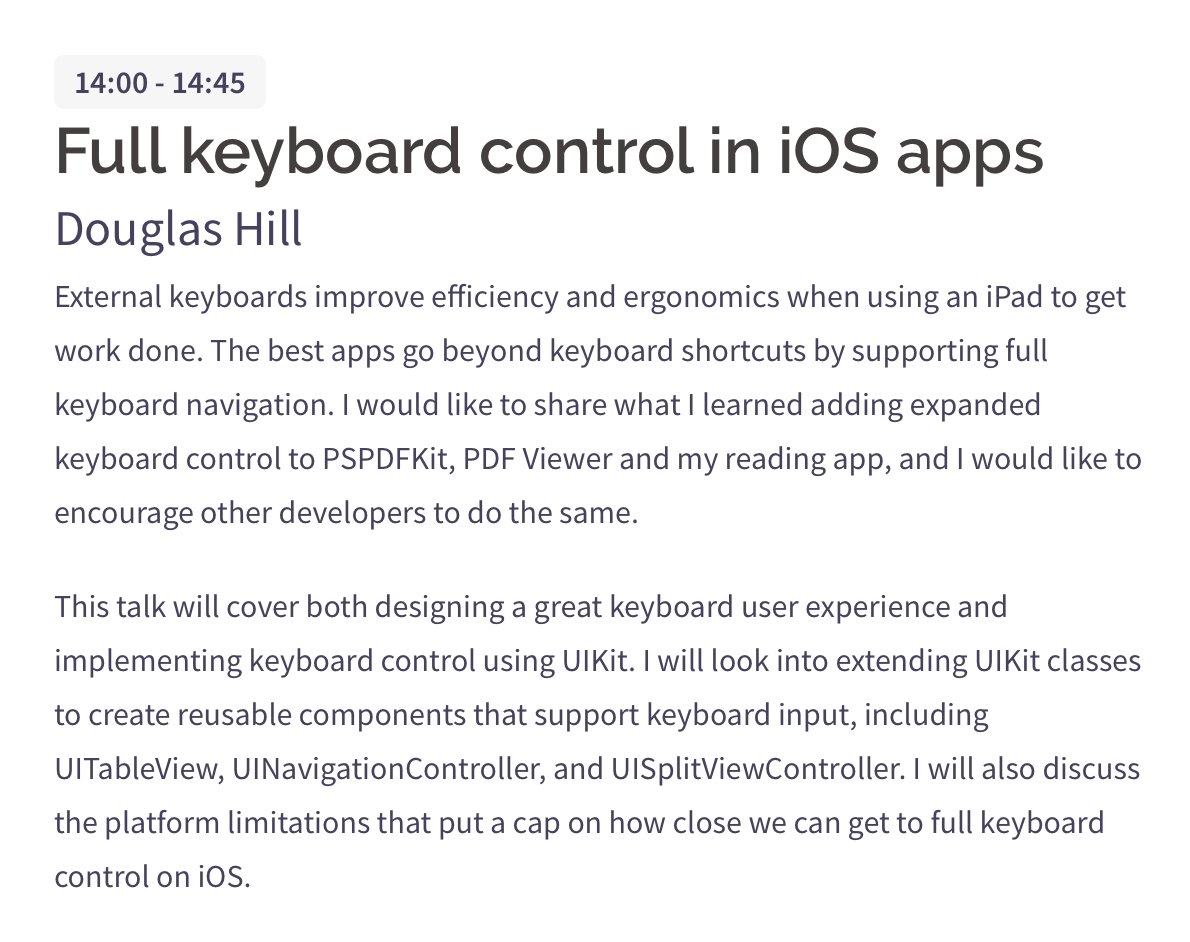 14:00 - 14:45
Full keyboard control in iOS apps
Douglas Hill
External keyboards improve efficiency and ergonomics when using an iPad to get
work done. The best apps go beyond keyboard shortcuts by supporting full
keyboard navigation. I would like to share what I learned adding expanded
keyboard control to PSPDFKit, PDF Viewer and my reading app, and I would like to
encourage other developers to do the same.
This talk will cover both designing a great keyboard user experience and
implementing keyboard control using UIKit. I will look into extending UIKit classes
to create reusable components that support keyboard input, including
UITableView, UINavigationController, and UISplitViewController. I will also discuss
the platform limitations that put a cap on how close we can get to full keyboard
control on iOS.